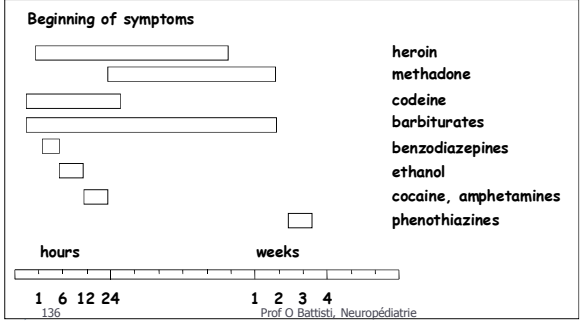 Beginning of symptoms
heroin
methadone
codeine
barbiturates
benzodiazepines
ethanol
cocaine, amphetamines
phenothiazines
hours weeks
1 6 12 24 1 2 3 4
136 Prof O Battisti, Neuropédiatrie